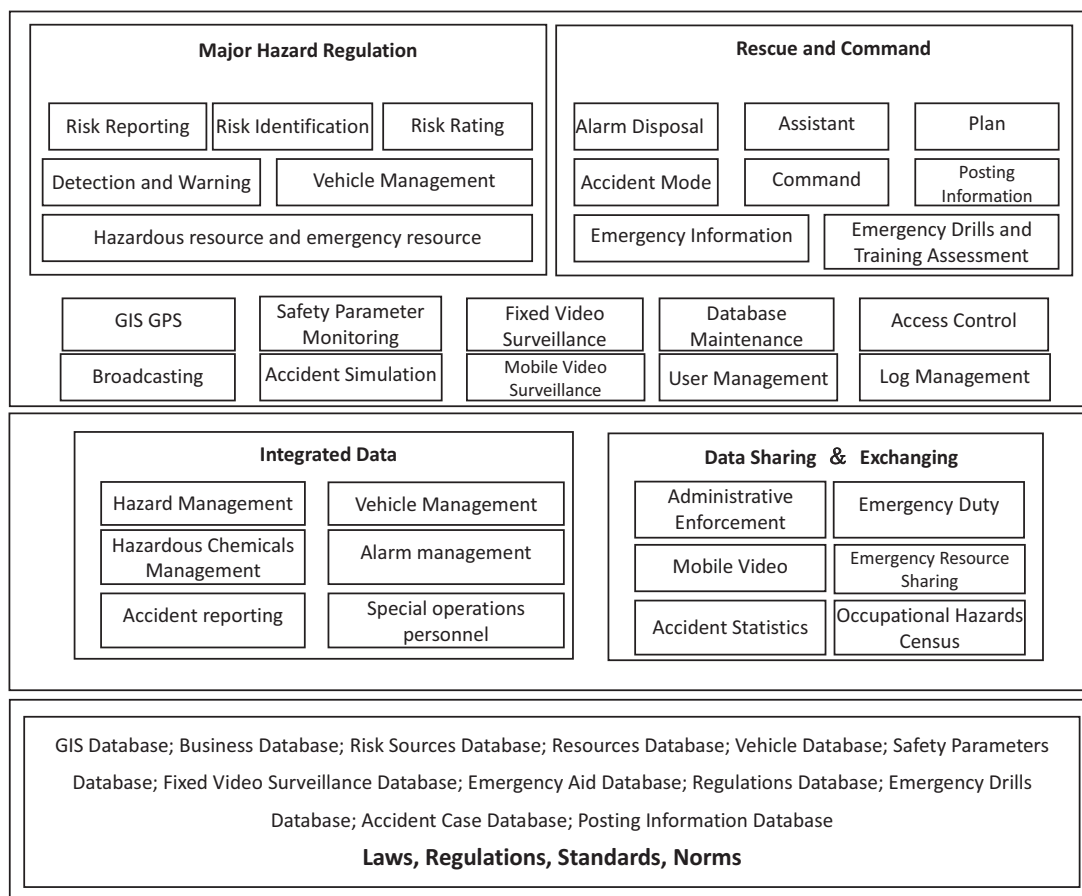 Major Hazard Regulation
Risk Reporting
Risk Identification
Risk Rating
Detection and Warning
Vehicle Management
Hazardous resource and emergency resource
Rescue and Command
Alarm Disposal
Assistant
Plan
Accident Mode
Command
Posting
Information
Emergency Information
Emergency Drills and
Training Assessment
GIS GPS
Safety Parameter
Monitoring
Fixed Video
Surveillance
Database
Maintenance
Access Control
Broadcasting
Accident Simulation
Mobile Video
Surveillance
User Management
Log Management
Integrated Data
Hazard Management
Vehicle Management
Hazardous Chemicals
Management
Alarm management
Accident reporting
Special operations
personnel
Data Sharing & Exchanging
Administrative
Enforcement
Emergency Duty
Mobile Video
Emergency Resource
Sharing
Accident Statistics
Occupational Hazards
Census
GIS Database; Business Database; Risk Sources Database; Resources Database; Vehicle Database; Safety Parameters
Database; Fixed Video Surveillance Database; Emergency Aid Database; Regulations Database; Emergency Drills
Database; Accident Case Database; Posting Information Database
Laws, Regulations, Standards, Norms